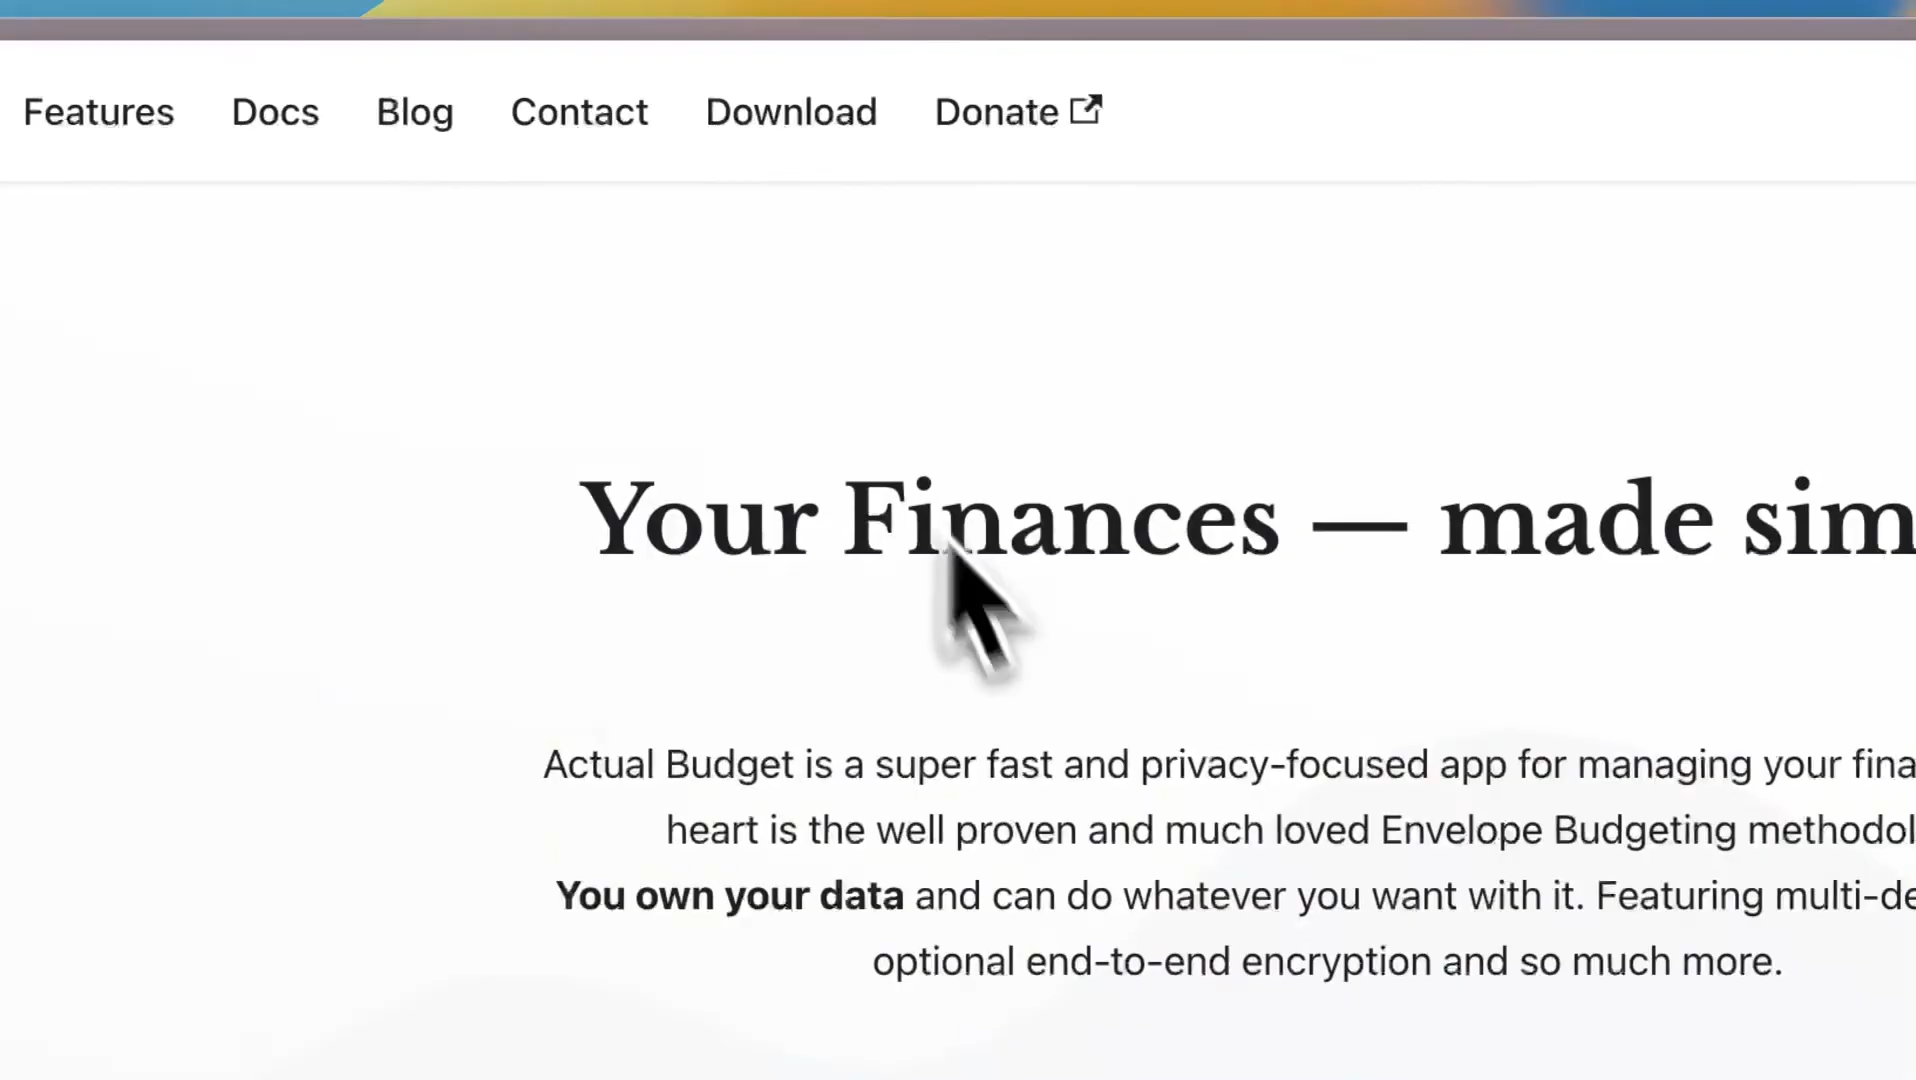 Features Docs Blog Contact Download Donate
Your Finances — made sim
Actual Budget is a super fast and privacy-focused app for managing your fina
heart is the well proven and much loved Envelope Budgeting methodol
You own your data and can do whatever you want with it. Featuring multi-de
optional end-to-end encryption and so much more.